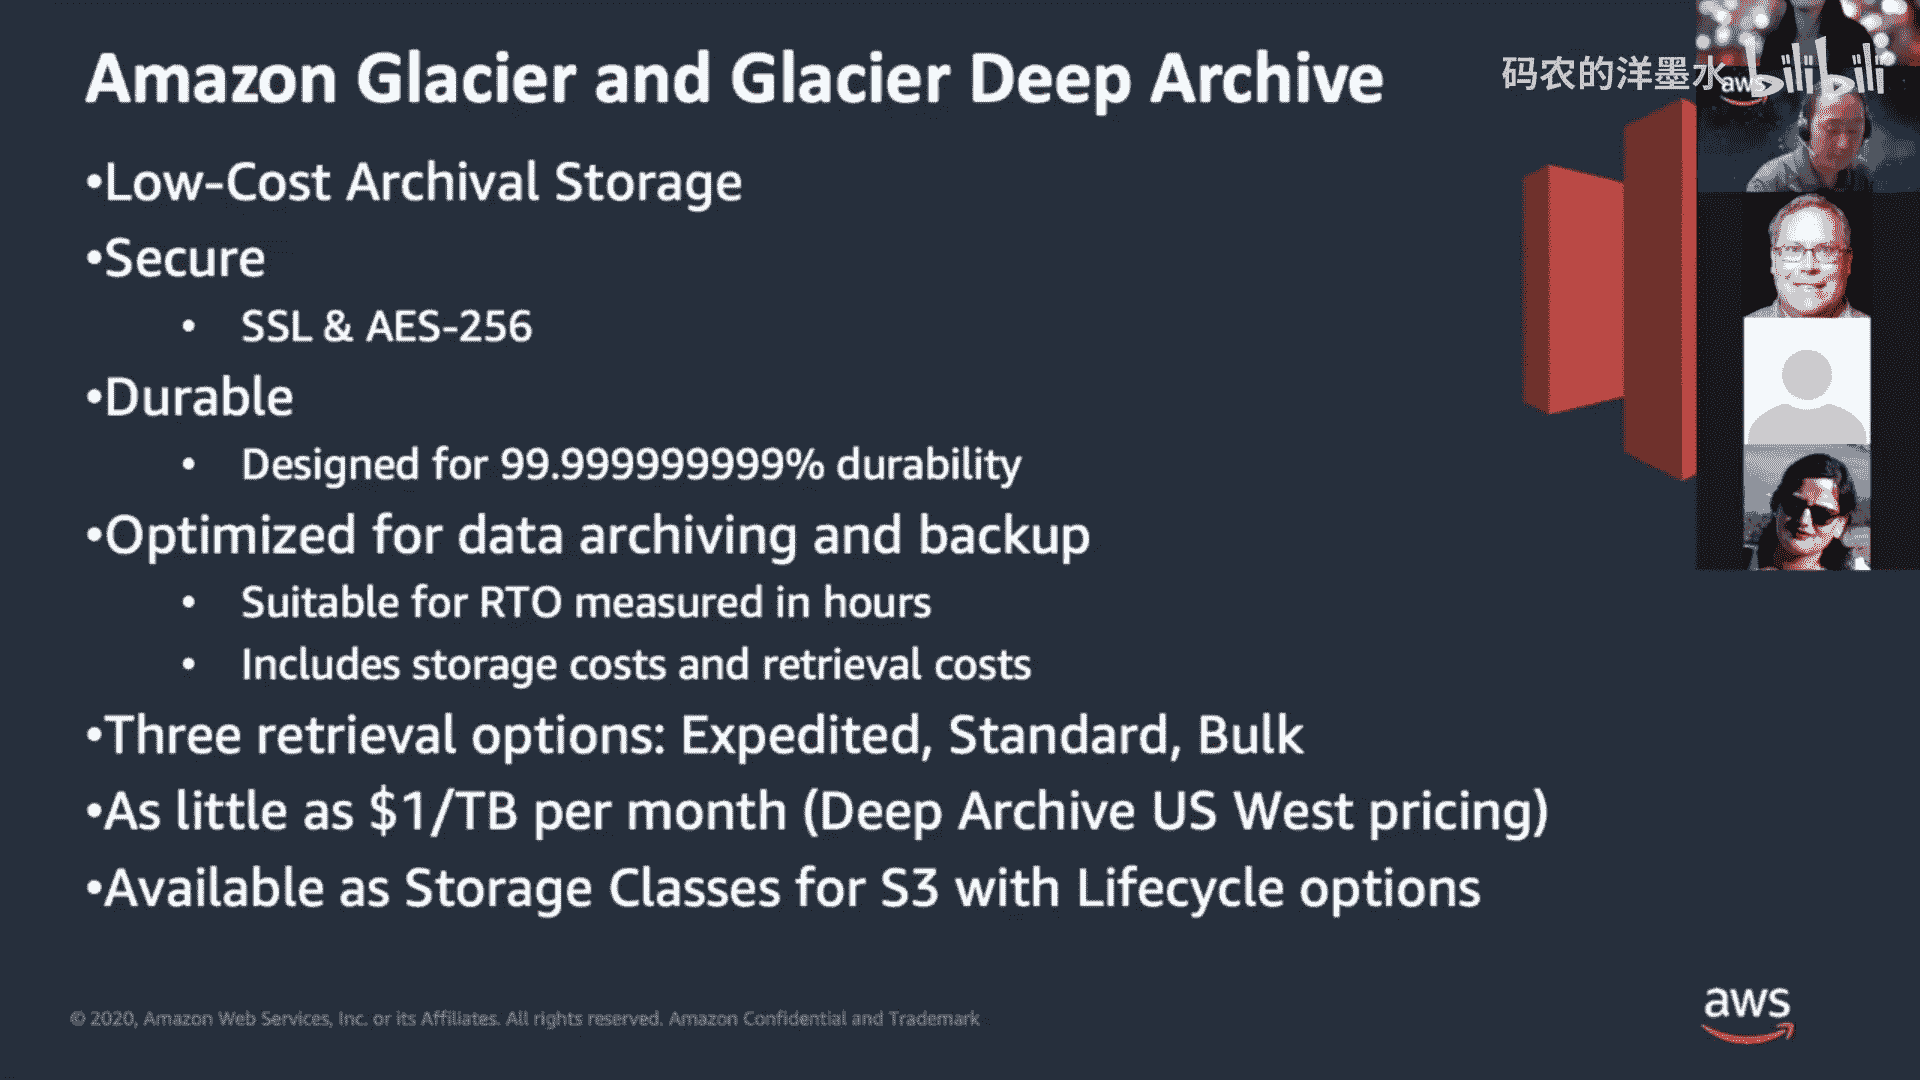 Amazon Glacier and Glacier Deep Archive
码农的洋墨水
bilibili
aws
•Low-Cost Archival Storage
•Secure
• SSL & AES-256
•Durable
• Designed for 99.999999999% durability
•Optimized for data archiving and backup
• Suitable for RTO measured in hours
• Includes storage costs and retrieval costs
•Three retrieval options: Expedited, Standard, Bulk
•As little as $1/TB per month (Deep Archive US West pricing)
•Available as Storage Classes for S3 with Lifecycle options
© 2020, Amazon Web Services, Inc. or its Affiliates. All rights reserved. Amazon Confidential and Trademark
aws